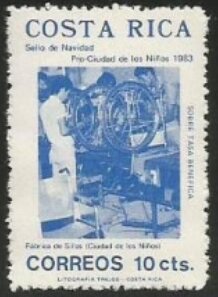 COSTA RICA
Sello de Navidad
Pro-Ciudad de los Niños 1983
SOBRE TASA BENEFICA
Fábrica de Sillas (Ciudad de los Niños)
CORREOS 10 cts.
LITOGRAFIA TREJOS - COSTA RICA